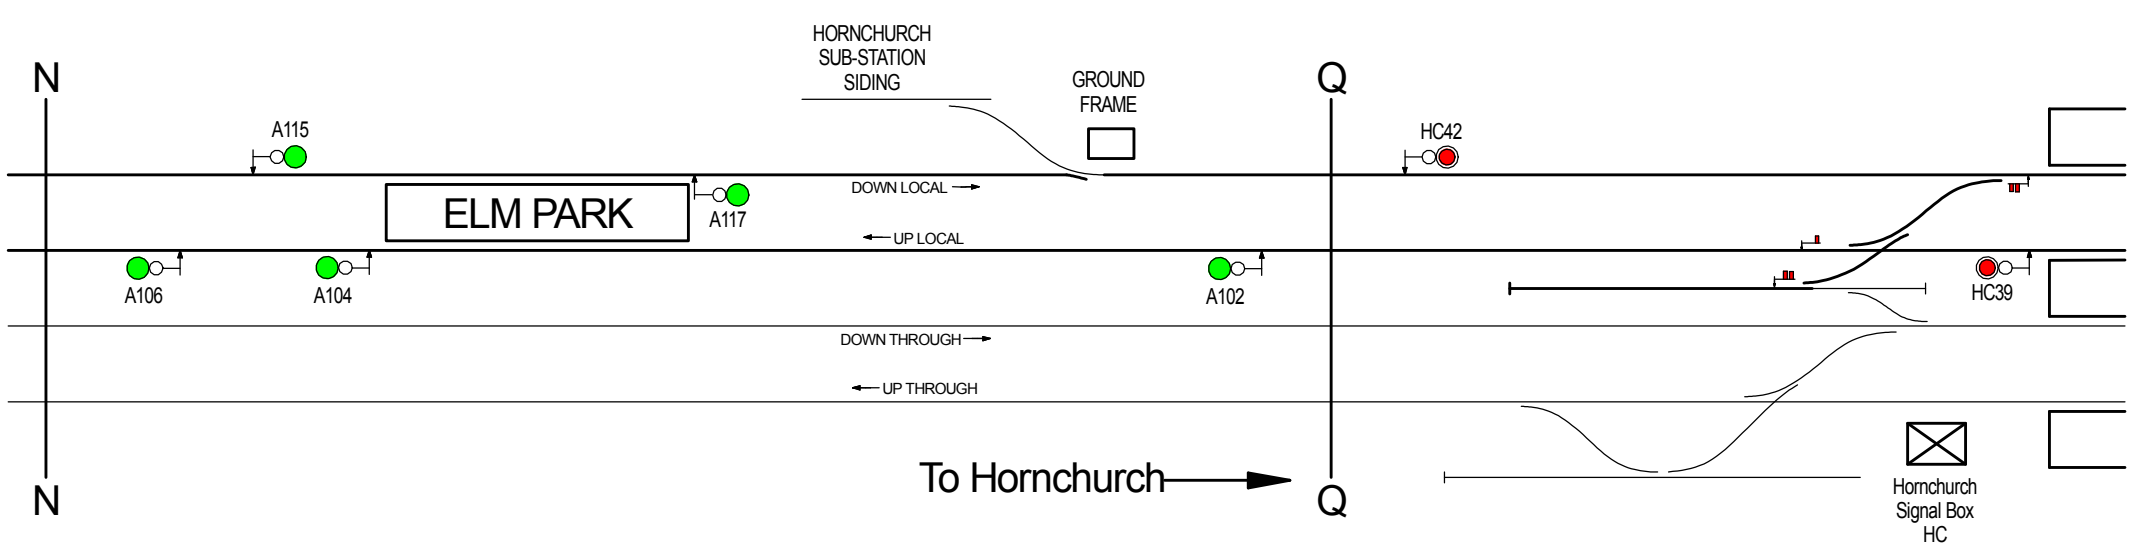 HORNCHURCH
SUB-STATION
SIDING
N
Q
GROUND
FRAME
A115
HC42
DOWN LOCAL
ELM PARK
A117
UP LOCAL
A106
A104
A102
HC39
DOWN THROUGH
UP THROUGH
To Hornchurch
N
Q
Hornchurch
Signal Box
HC